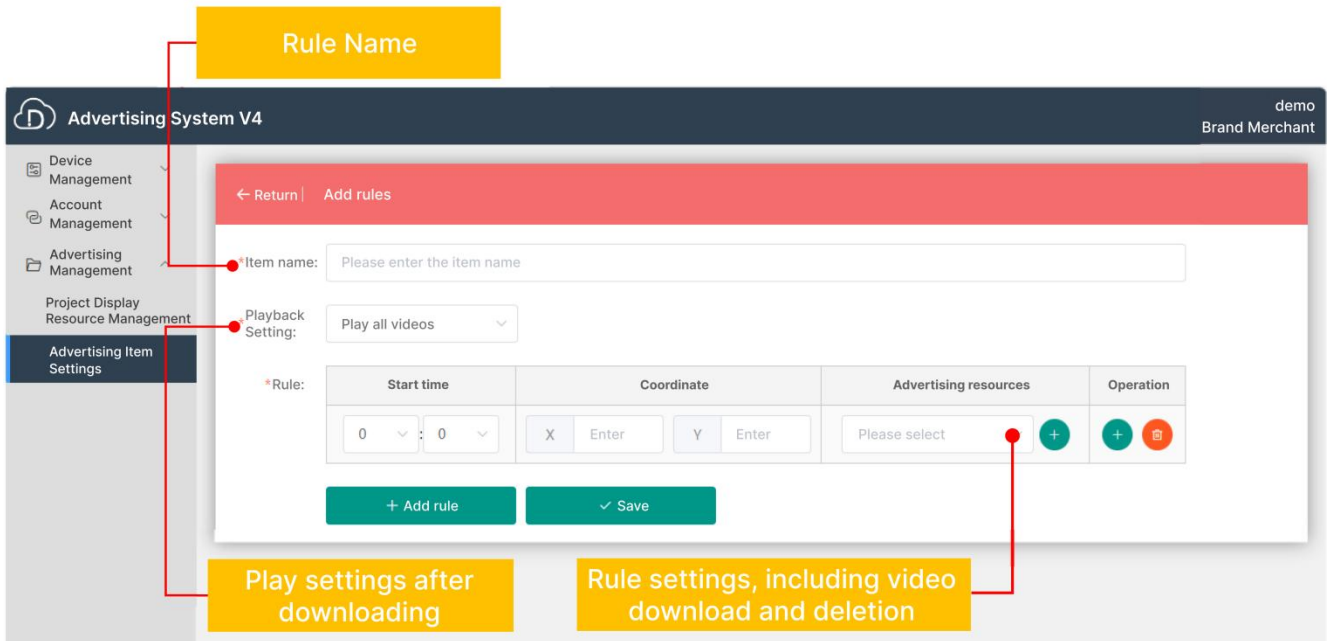 Rule Name
Advertising System V4
demo
Brand Merchant
Device
Management
Account
Management
Advertising
Management
Project Display
Resource Management
Advertising Item
Settings
← Return | Add rules
*Item name: Please enter the item name
*Playback
Setting:
Play all videos
*Rule:
Start time Coordinate Advertising resources Operation
0 : 0 X Enter Y Enter Please select + +
+ Add rule ✓ Save
Play settings after
downloading
Rule settings, including video
download and deletion